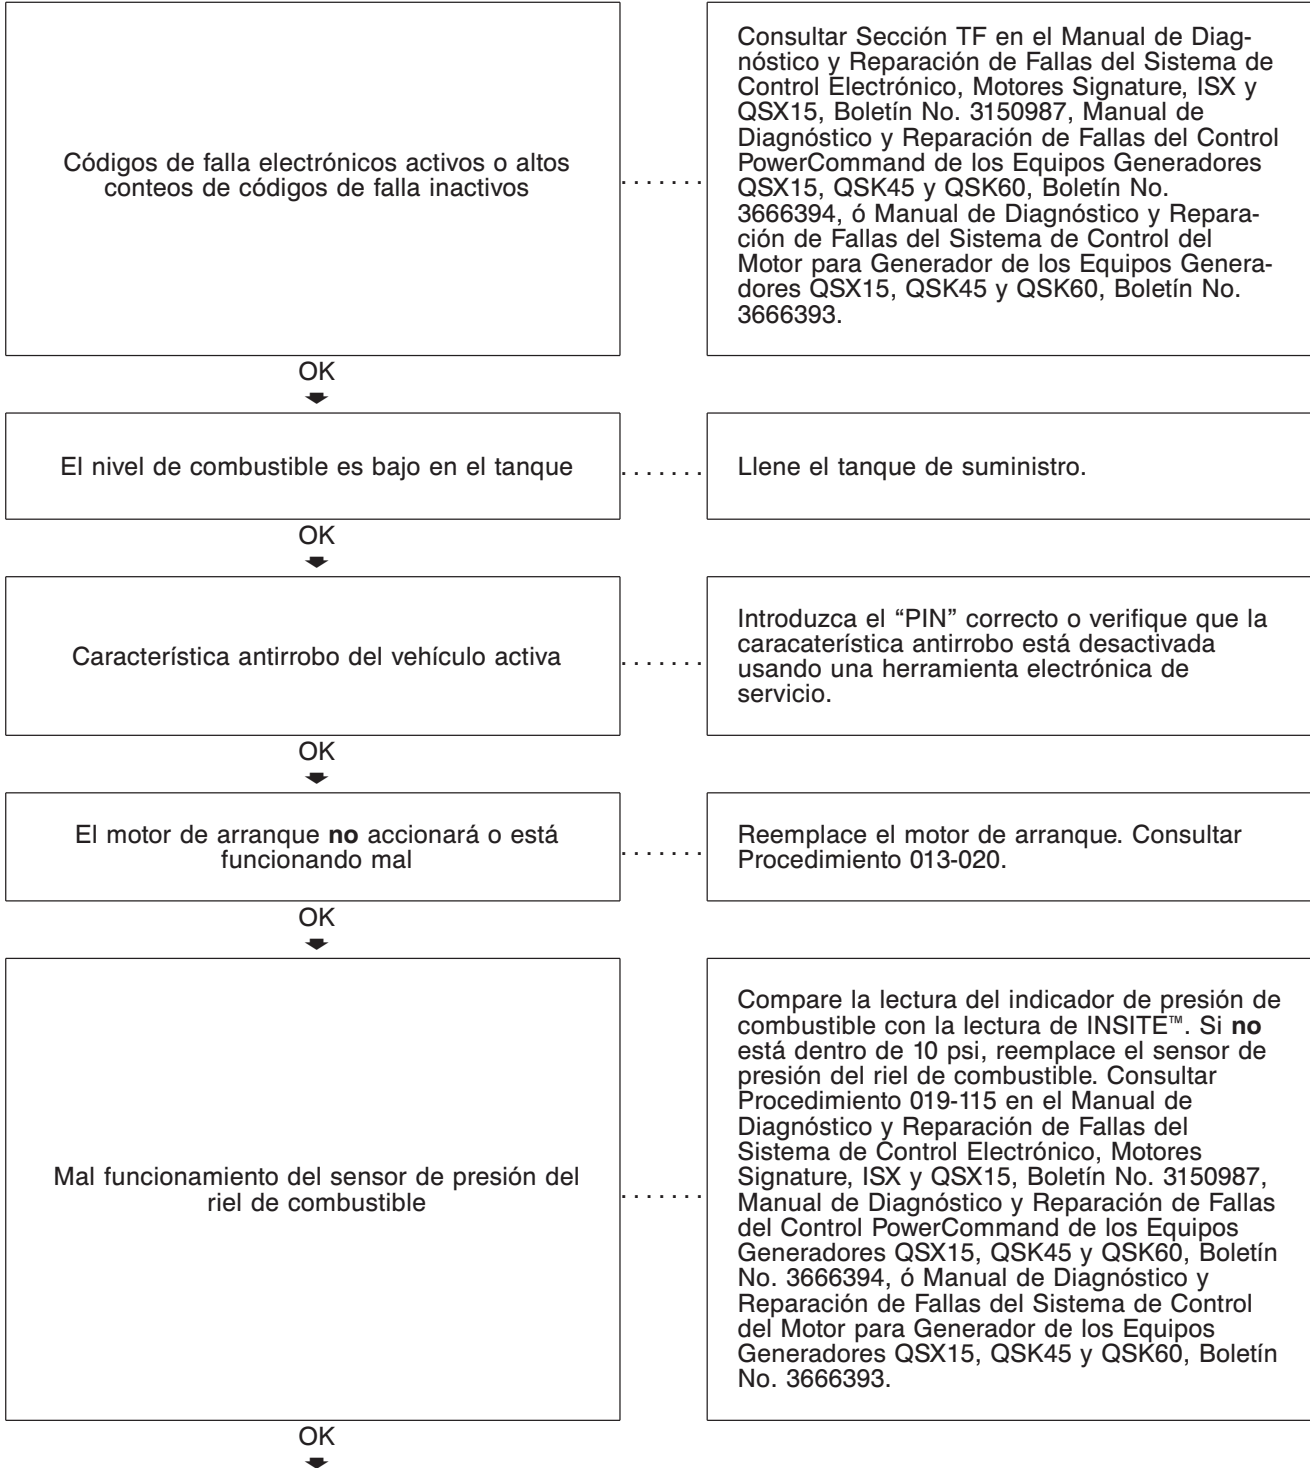 Códigos de falla electrónicos activos o altos
conteos de códigos de falla inactivos
.......
Consultar Sección TF en el Manual de Diag-
nóstico y Reparación de Fallas del Sistema de
Control Electrónico, Motores Signature, ISX y
QSX15, Boletín No. 3150987, Manual de
Diagnóstico y Reparación de Fallas del Control
PowerCommand de los Equipos Generadores
QSX15, QSK45 y QSK60, Boletín No.
3666394, ó Manual de Diagnóstico y Repara-
ción de Fallas del Sistema de Control del
Motor para Generador de los Equipos Genera-
dores QSX15, QSK45 y QSK60, Boletín No.
3666393.
OK
El nivel de combustible es bajo en el tanque
.......
Llene el tanque de suministro.
OK
Característica antirrobo del vehículo activa
.......
Introduzca el “PIN” correcto o verifique que la
caracaterística antirrobo está desactivada
usando una herramienta electrónica de
servicio.
OK
El motor de arranque no accionará o está
funcionando mal
.......
Reemplace el motor de arranque. Consultar
Procedimiento 013-020.
OK
Mal funcionamiento del sensor de presión del
riel de combustible
.......
Compare la lectura del indicador de presión de
combustible con la lectura de INSITE™. Si no
está dentro de 10 psi, reemplace el sensor de
presión del riel de combustible. Consultar
Procedimiento 019-115 en el Manual de
Diagnóstico y Reparación de Fallas del
Sistema de Control Electrónico, Motores
Signature, ISX y QSX15, Boletín No. 3150987,
Manual de Diagnóstico y Reparación de Fallas
del Control PowerCommand de los Equipos
Generadores QSX15, QSK45 y QSK60, Boletín
No. 3666394, ó Manual de Diagnóstico y
Reparación de Fallas del Sistema de Control
del Motor para Generador de los Equipos
Generadores QSX15, QSK45 y QSK60, Boletín
No. 3666393.
OK